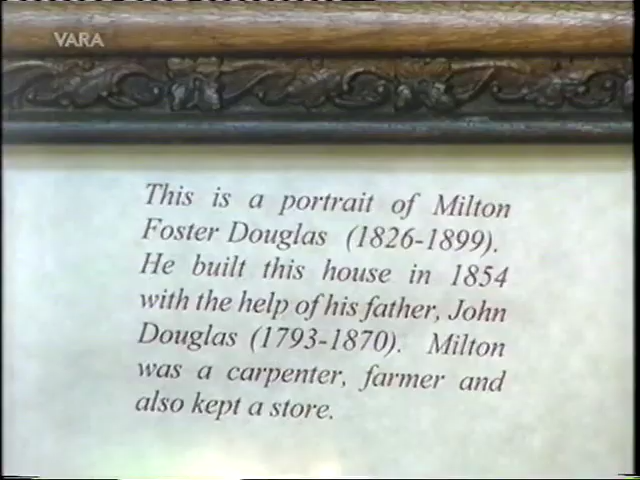 VARA
This is a portrait of Milton
Foster Douglas (1826-1899).
He built this house in 1854
with the help of his father, John
Douglas (1793-1870). Milton
was a carpenter, farmer and
also kept a store.